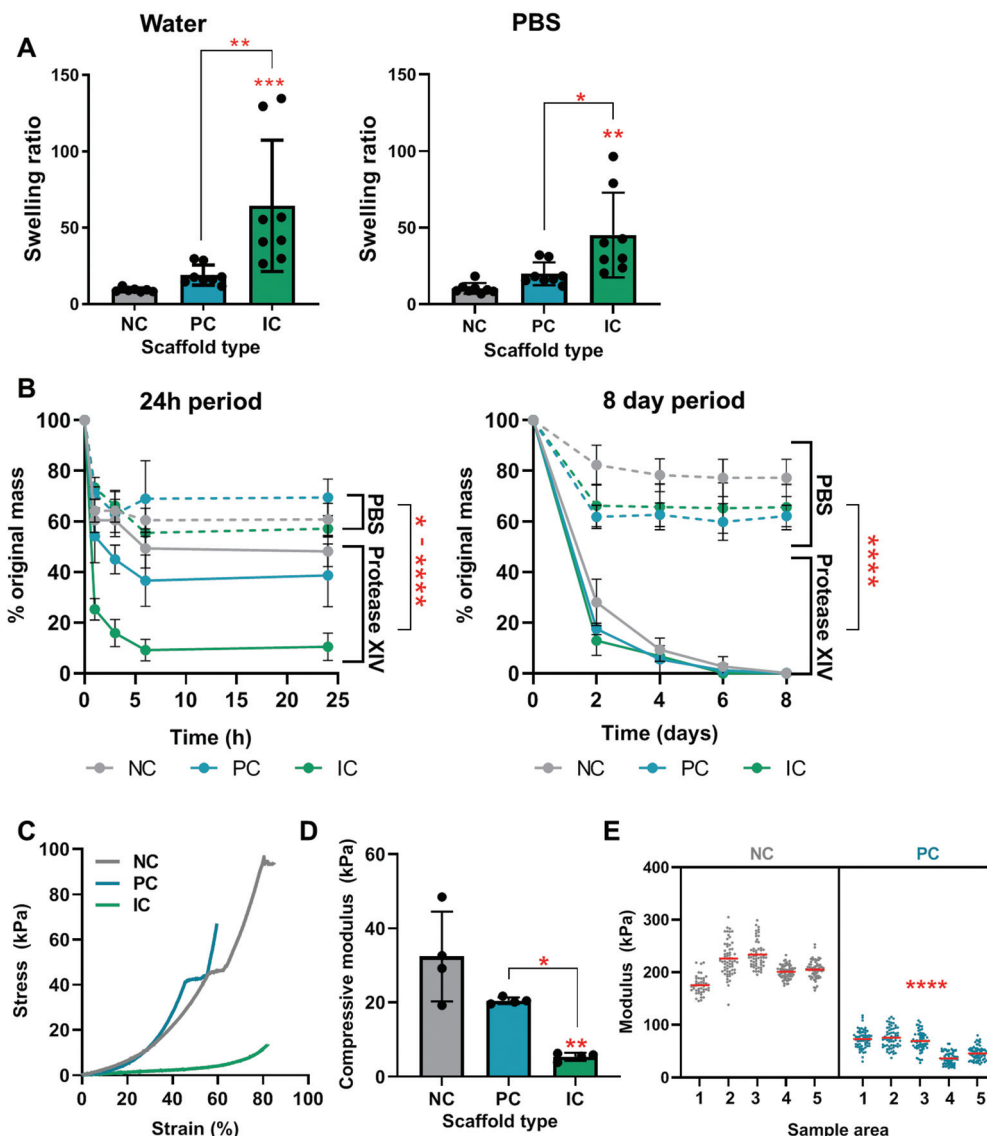 A
Water
PBS
**
***
*
**
Swelling ratio
150
100
50
0
NC PC IC
Scaffold type
Swelling ratio
150
100
50
0
NC PC IC
Scaffold type
B
24h period
8 day period
% original mass
100
80
60
40
20
0
0 5 10 15 20 25
Time (h)
PBS
Protease XIV
* - ****
NC PC IC
% original mass
100
80
60
40
20
0
0 2 4 6 8
Time (days)
PBS
Protease XIV
****
NC PC IC
C
Stress (kPa)
100
80
60
40
20
0
NC
PC
IC
0 20 40 60 80 100
Strain (%)
D
Compressive modulus (kPa)
60
40
20
0
*
**
NC PC IC
Scaffold type
E
NC PC
Modulus (kPa)
400
300
200
100
0
****
1 2 3 4 5 1 2 3 4 5
Sample area